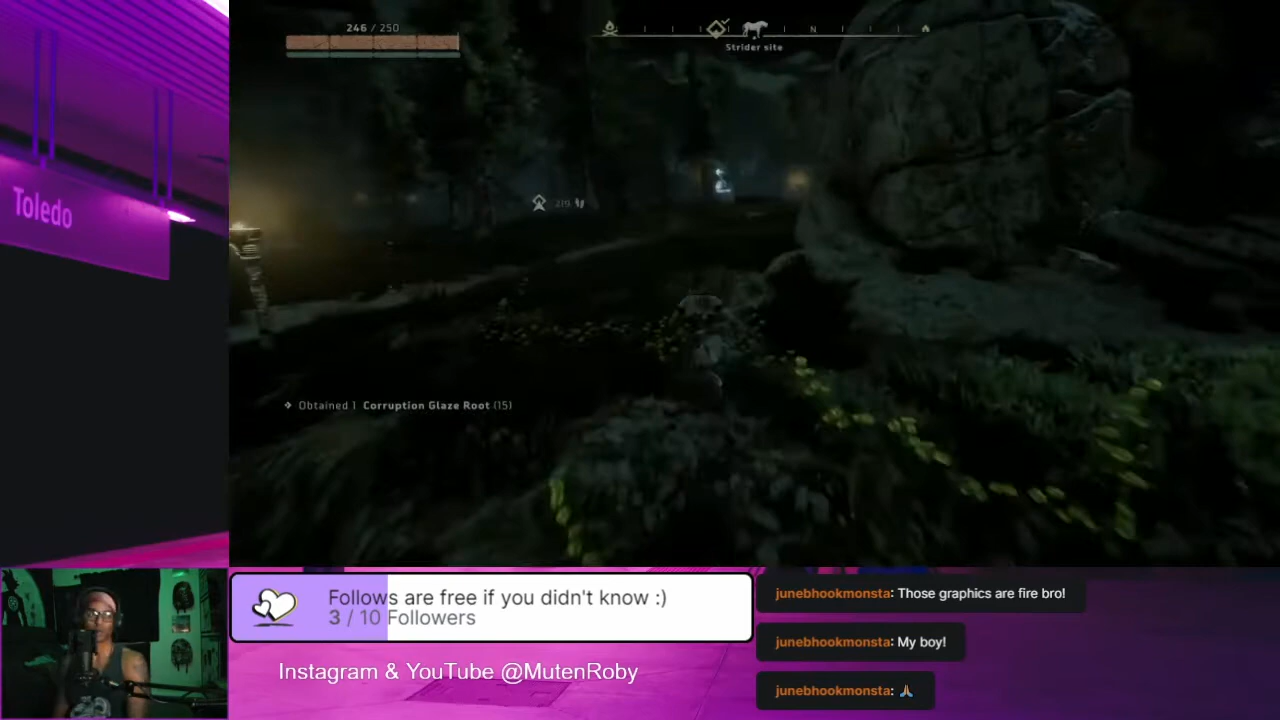 246 / 250
N
Strider site
Toledo
Obtained 1 Corruption Glaze Root (15)
Follows are free if you didn't know :)
3 / 10 Followers
Instagram & YouTube @MutenRoby
junebhookmonsta: Those graphics are fire bro!
junebhookmonsta: My boy!
junebhookmonsta: 🙏